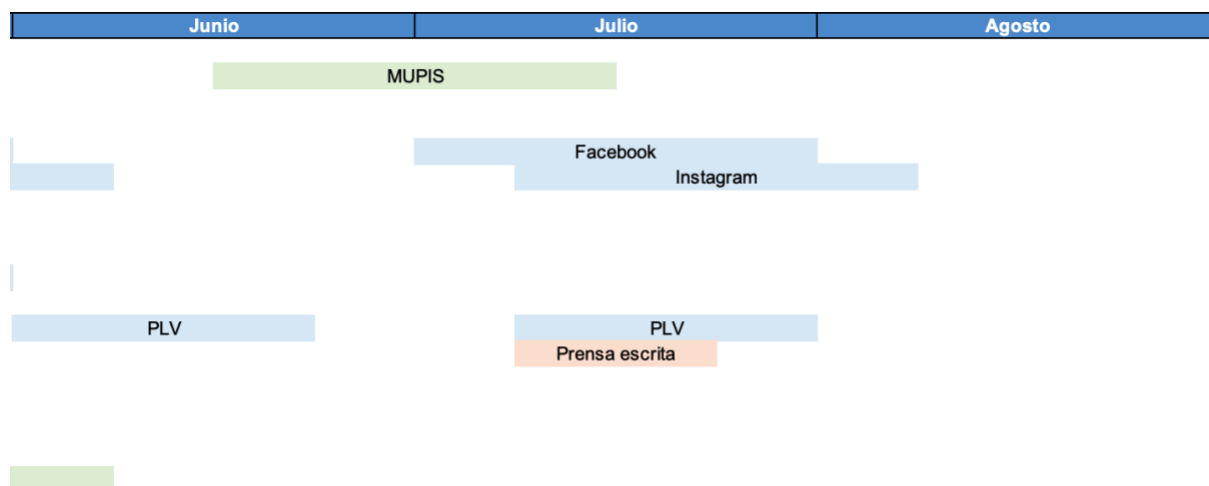 Junio Julio Agosto
MUPIS
Facebook
Instagram
PLV PLV
Prensa escrita